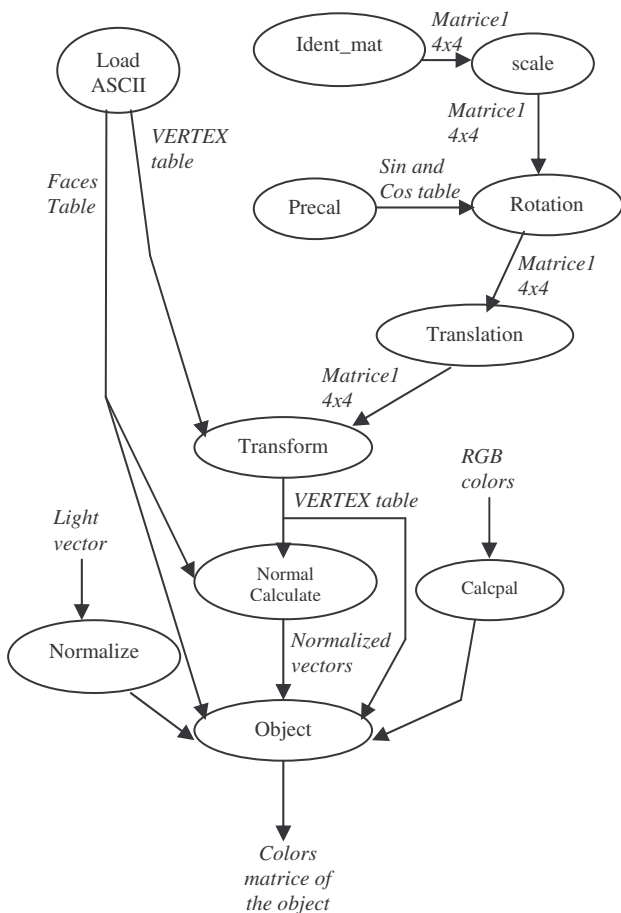 Load
ASCII
Ident_mat
Matrice1
4x4
scale
VERTEX
table
Matrice1
4x4
Faces
Table
Sin and
Cos table
Precal
Rotation
Matrice1
4x4
Translation
Matrice1
4x4
Transform
RGB
colors
VERTEX table
Light
vector
Normal
Calculate
Calcpal
Normalize
Normalized
vectors
Object
Colors
matrice of
the object